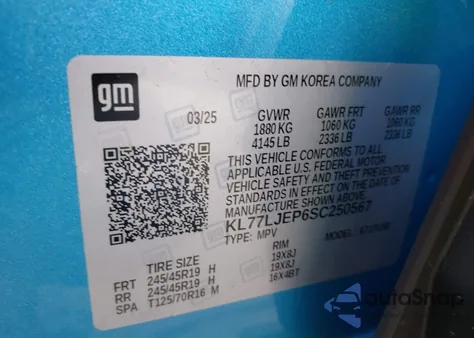 gm
MFD BY GM KOREA COMPANY
03/25 GVWR GAWR FRT GAWR RR
1880 KG 1060 KG 1060 KG
4145 LB 2336 LB 2336 LB
THIS VEHICLE CONFORMS TO ALL
APPLICABLE U.S. FEDERAL MOTOR
VEHICLE SAFETY AND THEFT PREVENTION
STANDARDS IN EFFECT ON THE DATE OF
MANUFACTURE SHOWN ABOVE.
KL77LJEP6SC250567
TYPE: MPV MODEL:
TIRE SIZE RIM
FRT 245/45R19 H 19X8J
RR 245/45R19 H 19X8J
SPA T125/70R16 M 16X4BT
autoSnap